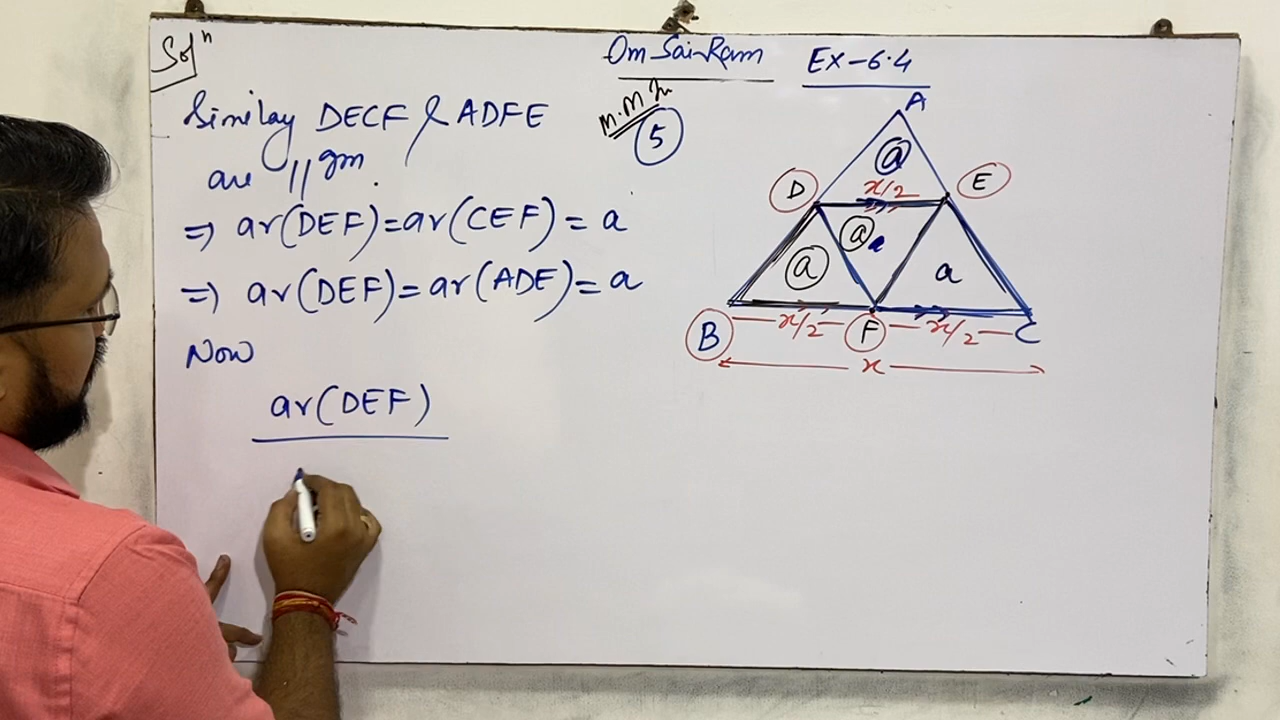 Solⁿ
Om Sai Ram
Ex-6.4
Similay DECF & ADFE
are ||gm.
5
⇒ ar(DEF)=ar(CEF)= a
⇒ ar(DEF)=ar(ADE)= a
Now
ar(DEF)
A
a
D
x/2
E
a
a
a
a
B
x/2
F
x/2
C
x